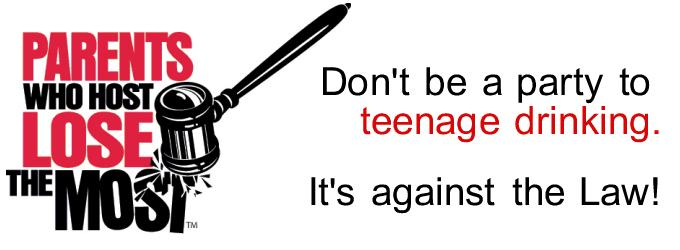 PARENTS
WHO HOST
LOSE
THE MOST
TM
Don't be a party to
teenage drinking.
It's against the Law!